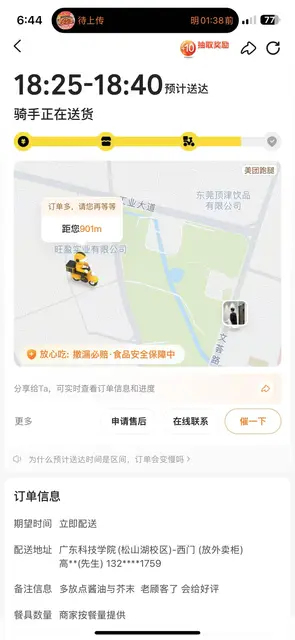 6:44
待上传
明 01:38前
77
+10
抽取奖励
18:25-18:40预计送达
骑手正在送货
美团跑腿
东莞顶津饮品
有限公司
工业大道
订单多，请您再等等
距您901m
旺盈实业有限公司
文荟路
放心吃：撒漏必赔·食品安全保障中
分享给Ta，可实时查看订单信息和进度
更多
申请售后
在线联系
催一下
为什么预计送达时间是区间，订单会变慢吗 >
订单信息
期望时间 立即配送
配送地址 广东科技学院(松山湖校区)-西门 (放外卖柜)
高**(先生) 132****1759
备注信息 多放点酱油与芥末 老顾客了 会给好评
餐具数量 商家按餐量提供